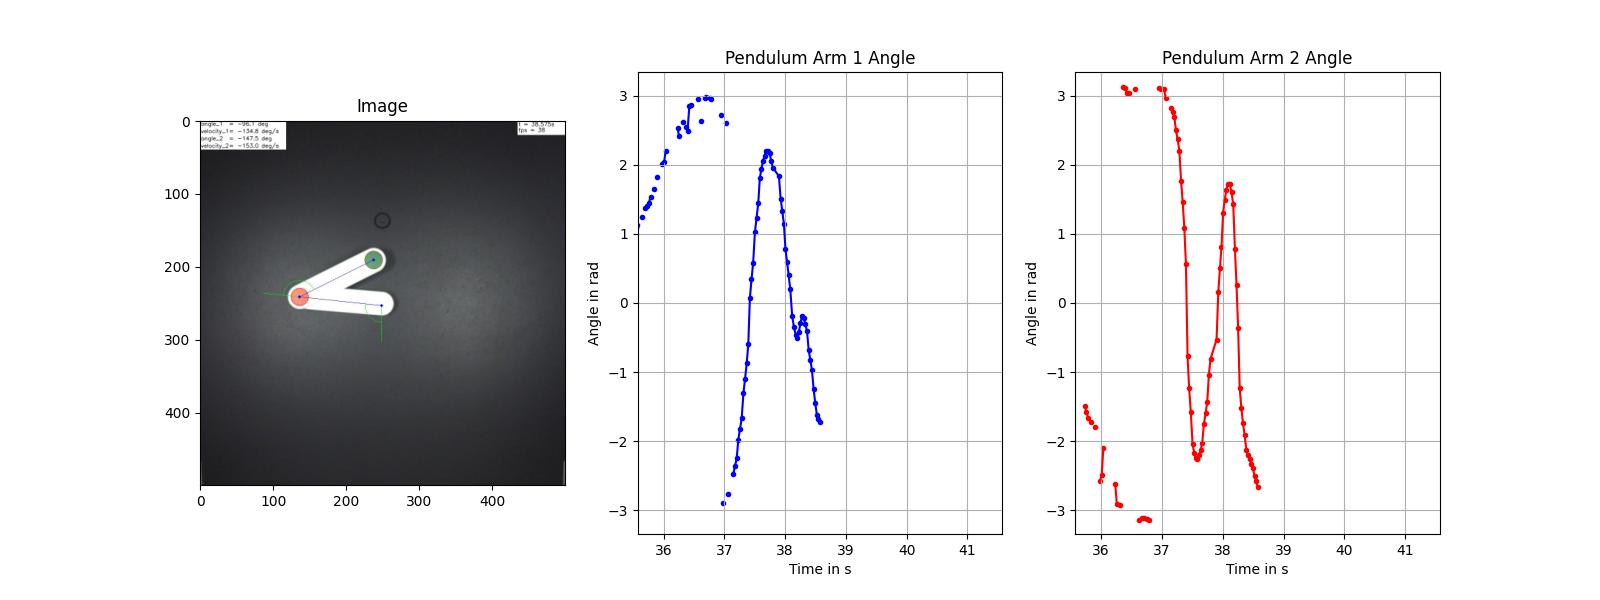 Image
angle_1 = -96.1 deg
velocity_1= -134.8 deg/s
angle_2 = -147.5 deg
velocity_2= -153.0 deg/s
t = 38.575s
fps = 38
0
100
200
300
400
0 100 200 300 400
Pendulum Arm 1 Angle
Angle in rad
3
2
1
0
−1
−2
−3
36 37 38 39 40 41
Time in s
Pendulum Arm 2 Angle
Angle in rad
3
2
1
0
−1
−2
−3
36 37 38 39 40 41
Time in s